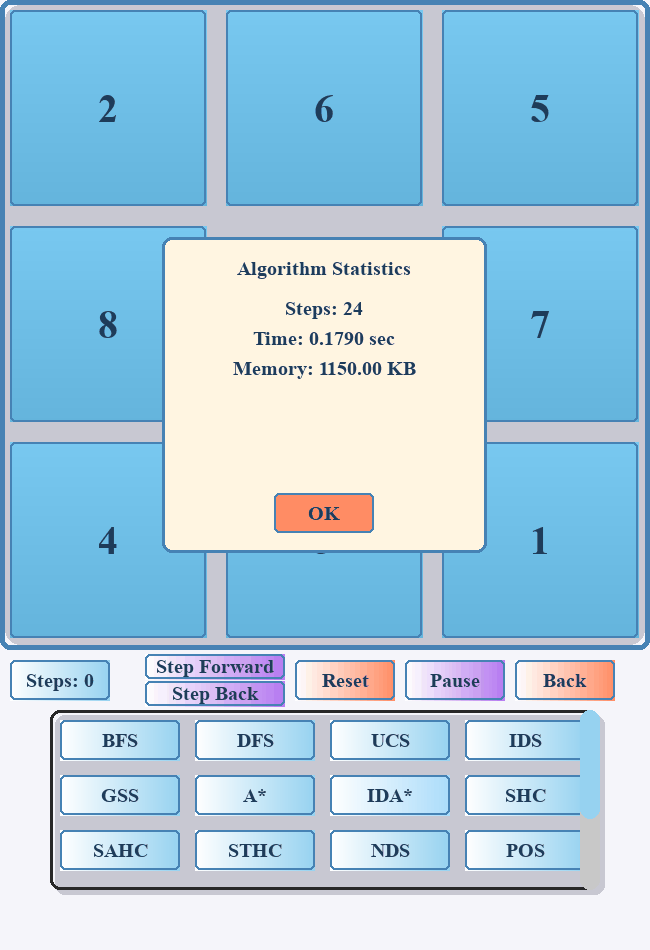 2 6 5
8 7
Algorithm Statistics
Steps: 24
Time: 0.1790 sec
Memory: 1150.00 KB
OK
4 1
Steps: 0
Step Forward
Step Back
Reset
Pause
Back
BFS DFS UCS IDS
GSS A* IDA* SHC
SAHC STHC NDS POS